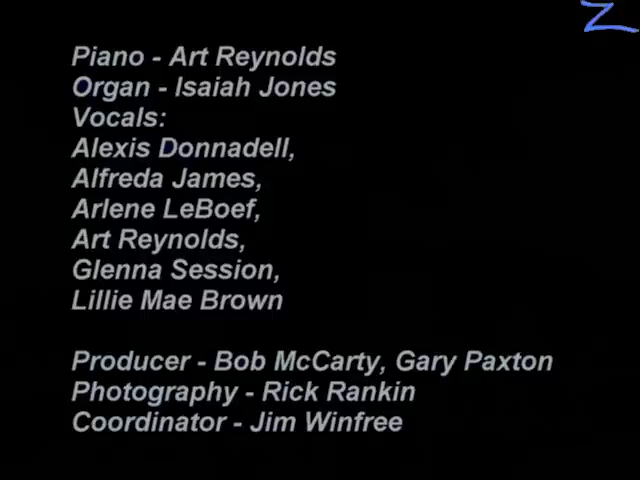 Z
Piano - Art Reynolds
Organ - Isaiah Jones
Vocals:
Alexis Donnadell,
Alfreda James,
Arlene LeBoef,
Art Reynolds,
Glenna Session,
Lillie Mae Brown
Producer - Bob McCarty, Gary Paxton
Photography - Rick Rankin
Coordinator - Jim Winfree